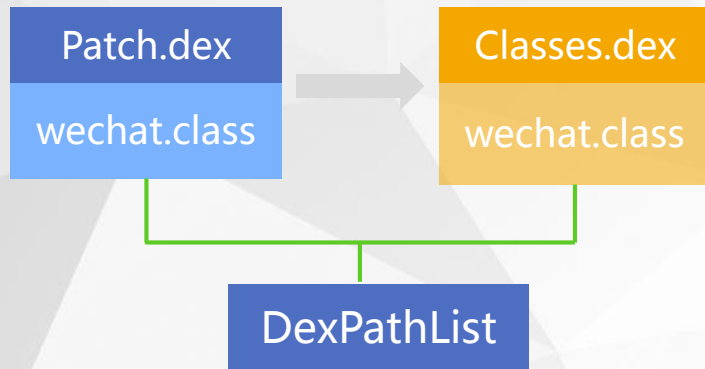 Patch.dex
wechat.class
Classes.dex
wechat.class
DexPathList